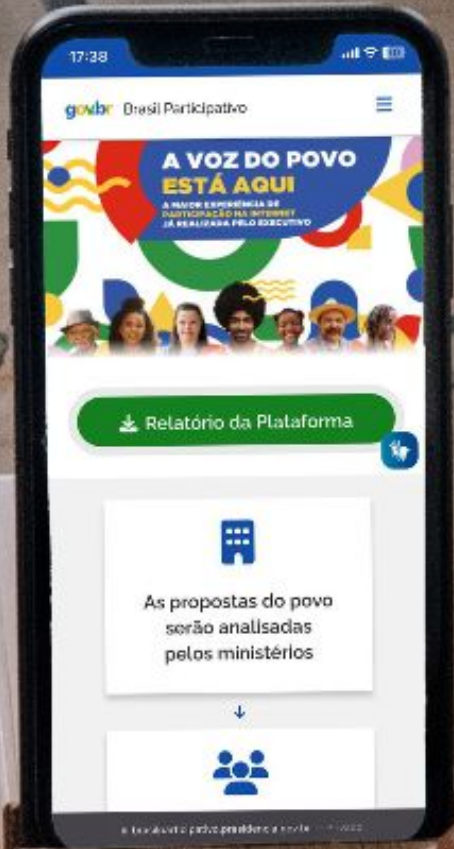 17:38
gov.br Brasil Participativo
A VOZ DO POVO
ESTÁ AQUI
A MAIOR EXPERIÊNCIA DE
PARTICIPAÇÃO NA INTERNET
JÁ REALIZADA PELO EXECUTIVO
Relatório da Plataforma
As propostas do povo
serão analisadas
pelos ministérios